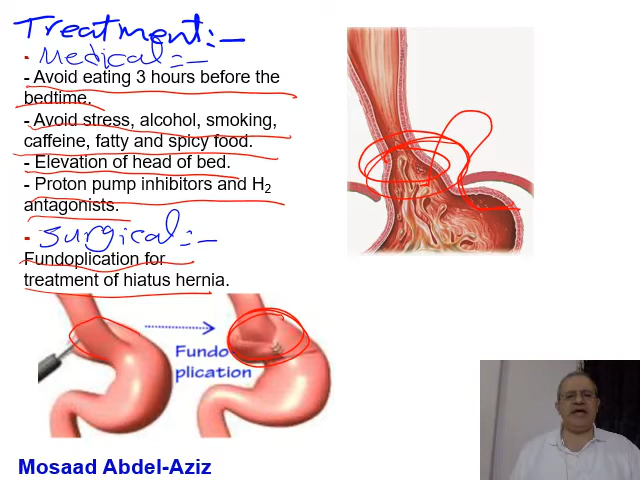 Treatment:-
- Medical:-
- Avoid eating 3 hours before the
bedtime.
- Avoid stress, alcohol, smoking,
caffeine, fatty and spicy food.
- Elevation of head of bed.
- Proton pump inhibitors and H2
antagonists.
- Surgical:-
Fundoplication for
treatment of hiatus hernia.
Fundo-
plication
Mosaad Abdel-Aziz